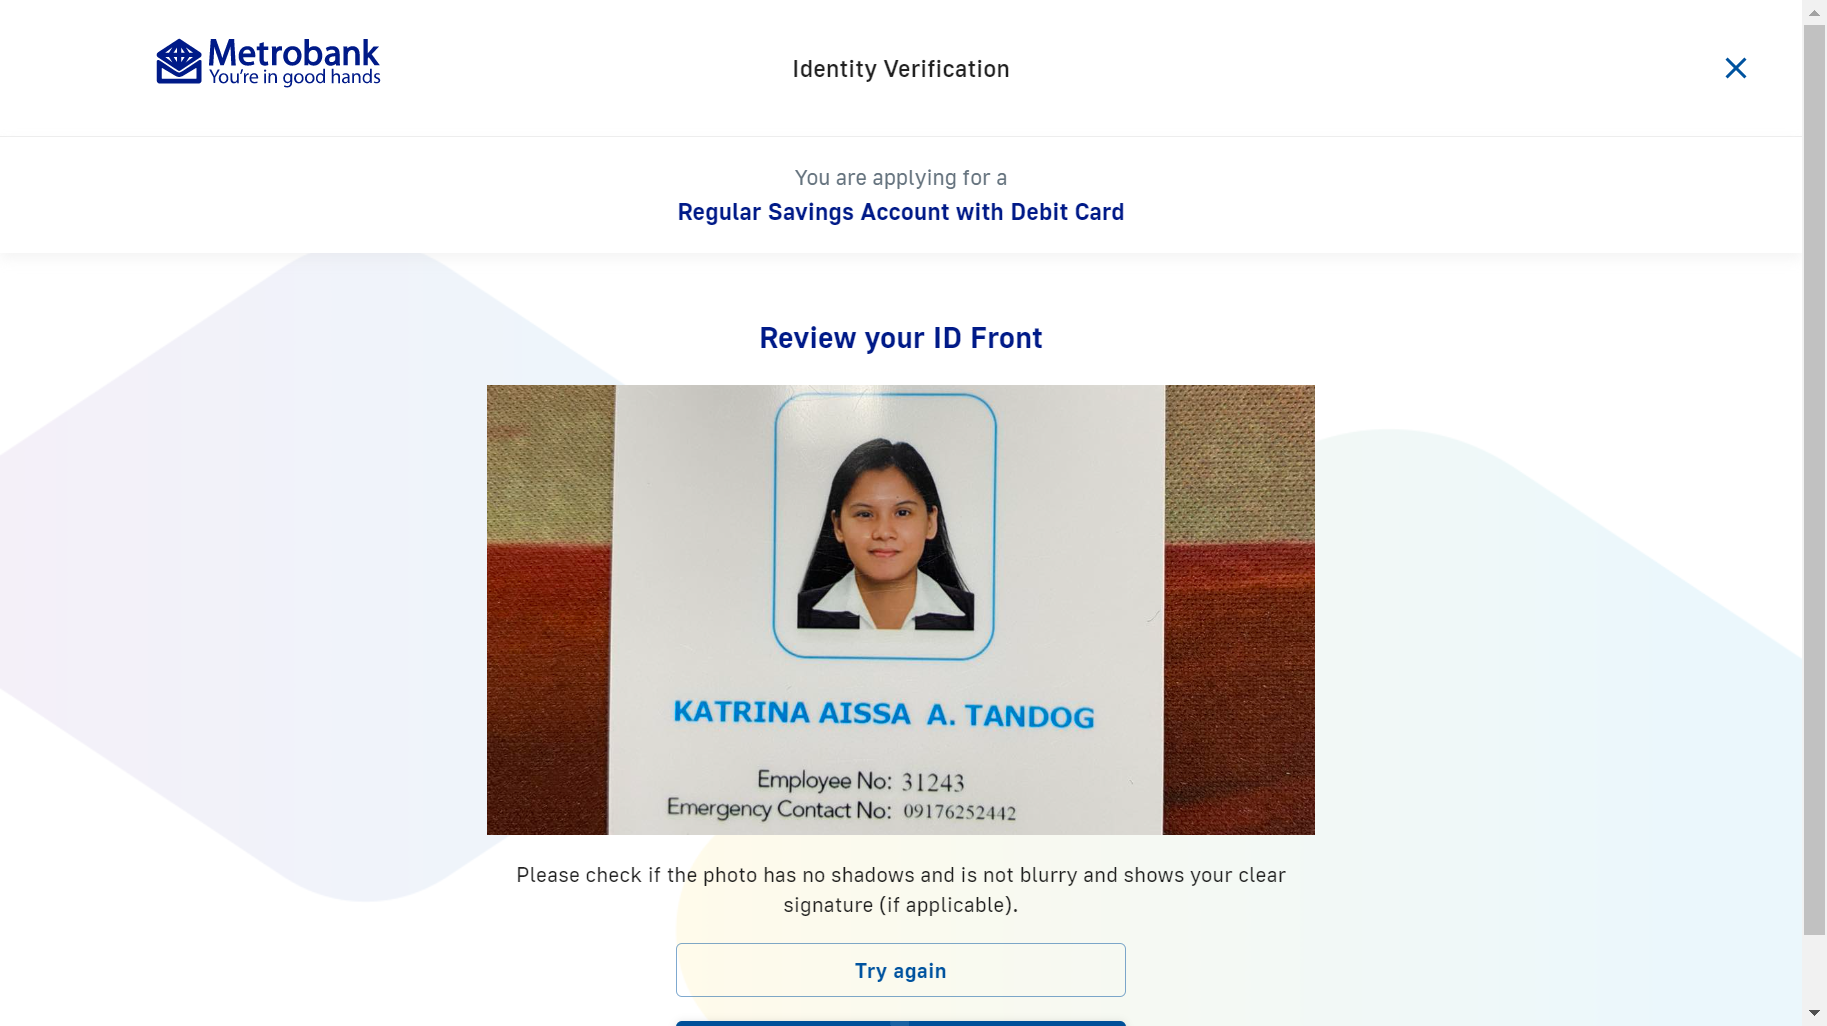 Metrobank
You're in good hands
Identity Verification
You are applying for a
Regular Savings Account with Debit Card
Review your ID Front
KATRINA AISSA A. TANDOG
Employee No: 31243
Emergency Contact No: 09176252442
Please check if the photo has no shadows and is not blurry and shows your clear
signature (if applicable).
Try again